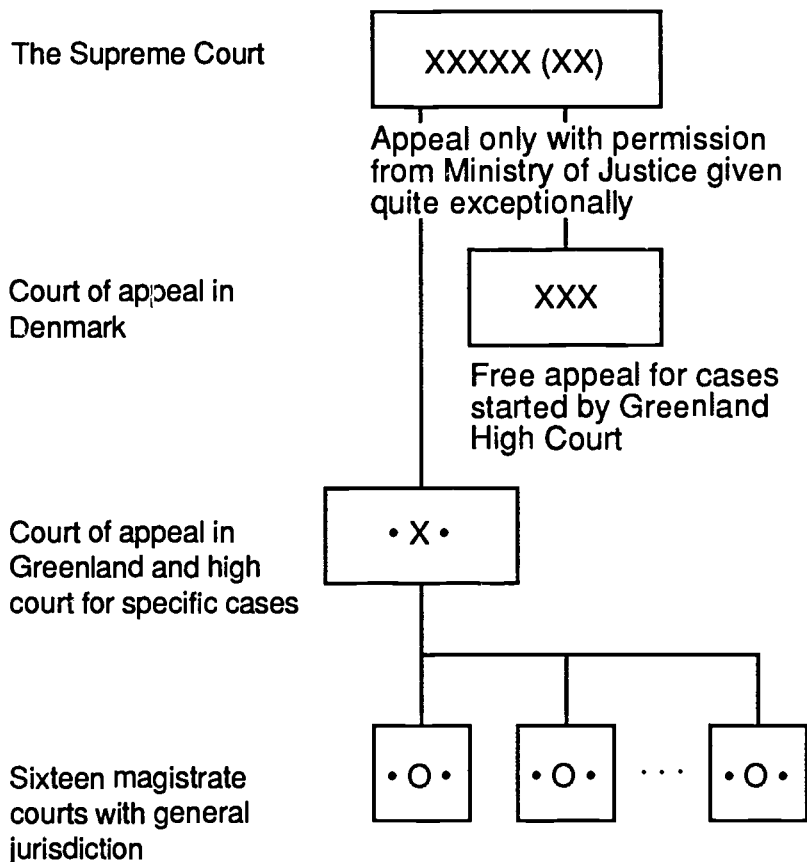 The Supreme Court
XXXXX (XX)
Appeal only with permission
from Ministry of Justice given
quite exceptionally
Court of appeal in
Denmark
XXX
Free appeal for cases
started by Greenland
High Court
Court of appeal in
Greenland and high
court for specific cases
• X •
Sixteen magistrate
courts with general
jurisdiction
• O • • O • · · · • O •